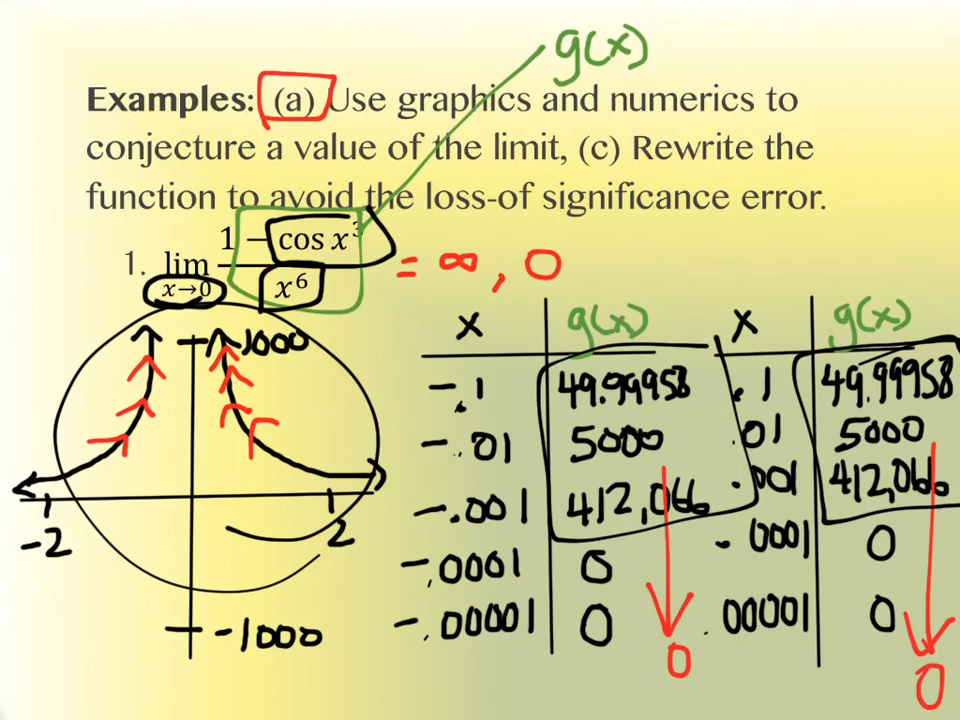 g(x)
Examples: (a) Use graphics and numerics to
conjecture a value of the limit, (c) Rewrite the
function to avoid the loss-of significance error.
1. lim x→0 1 − cos x³ / x⁶ = ∞, 0
1000
-1000
-2
2
x g(x)
-.1 49.99958
-.01 5000
-.001 412,066
-.0001 0
-.00001 0
0
x g(x)
.1 49.99958
.01 5000
.001 412,066
.0001 0
.00001 0
0